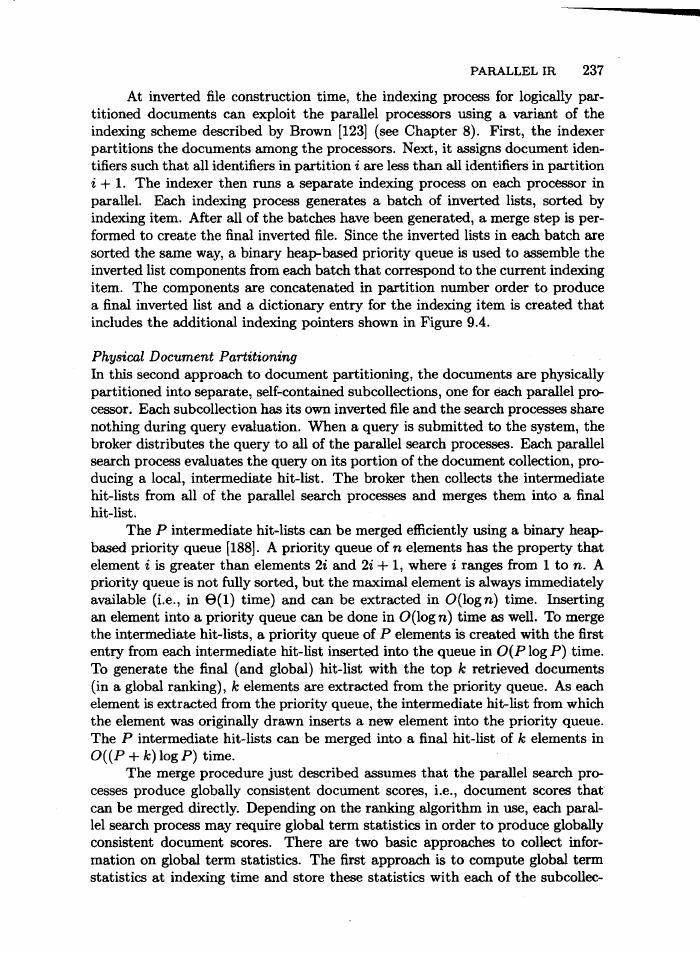 PARALLEL IR 237
At inverted file construction time, the indexing process for logically par-
titioned documents can exploit the parallel processors using a variant of the
indexing scheme described by Brown [123] (see Chapter 8). First, the indexer
partitions the documents among the processors. Next, it assigns document iden-
tifiers such that all identifiers in partition i are less than all identifiers in partition
i + 1. The indexer then runs a separate indexing process on each processor in
parallel. Each indexing process generates a batch of inverted lists, sorted by
indexing item. After all of the batches have been generated, a merge step is per-
formed to create the final inverted file. Since the inverted lists in each batch are
sorted the same way, a binary heap-based priority queue is used to assemble the
inverted list components from each batch that correspond to the current indexing
item. The components are concatenated in partition number order to produce
a final inverted list and a dictionary entry for the indexing item is created that
includes the additional indexing pointers shown in Figure 9.4.
Physical Document Partitioning
In this second approach to document partitioning, the documents are physically
partitioned into separate, self-contained subcollections, one for each parallel pro-
cessor. Each subcollection has its own inverted file and the search processes share
nothing during query evaluation. When a query is submitted to the system, the
broker distributes the query to all of the parallel search processes. Each parallel
search process evaluates the query on its portion of the document collection, pro-
ducing a local, intermediate hit-list. The broker then collects the intermediate
hit-lists from all of the parallel search processes and merges them into a final
hit-list.
The P intermediate hit-lists can be merged efficiently using a binary heap-
based priority queue [188]. A priority queue of n elements has the property that
element i is greater than elements 2i and 2i + 1, where i ranges from 1 to n. A
priority queue is not fully sorted, but the maximal element is always immediately
available (i.e., in Θ(1) time) and can be extracted in O(log n) time. Inserting
an element into a priority queue can be done in O(log n) time as well. To merge
the intermediate hit-lists, a priority queue of P elements is created with the first
entry from each intermediate hit-list inserted into the queue in O(P log P) time.
To generate the final (and global) hit-list with the top k retrieved documents
(in a global ranking), k elements are extracted from the priority queue. As each
element is extracted from the priority queue, the intermediate hit-list from which
the element was originally drawn inserts a new element into the priority queue.
The P intermediate hit-lists can be merged into a final hit-list of k elements in
O((P + k) log P) time.
The merge procedure just described assumes that the parallel search pro-
cesses produce globally consistent document scores, i.e., document scores that
can be merged directly. Depending on the ranking algorithm in use, each paral-
lel search process may require global term statistics in order to produce globally
consistent document scores. There are two basic approaches to collect infor-
mation on global term statistics. The first approach is to compute global term
statistics at indexing time and store these statistics with each of the subcollec-